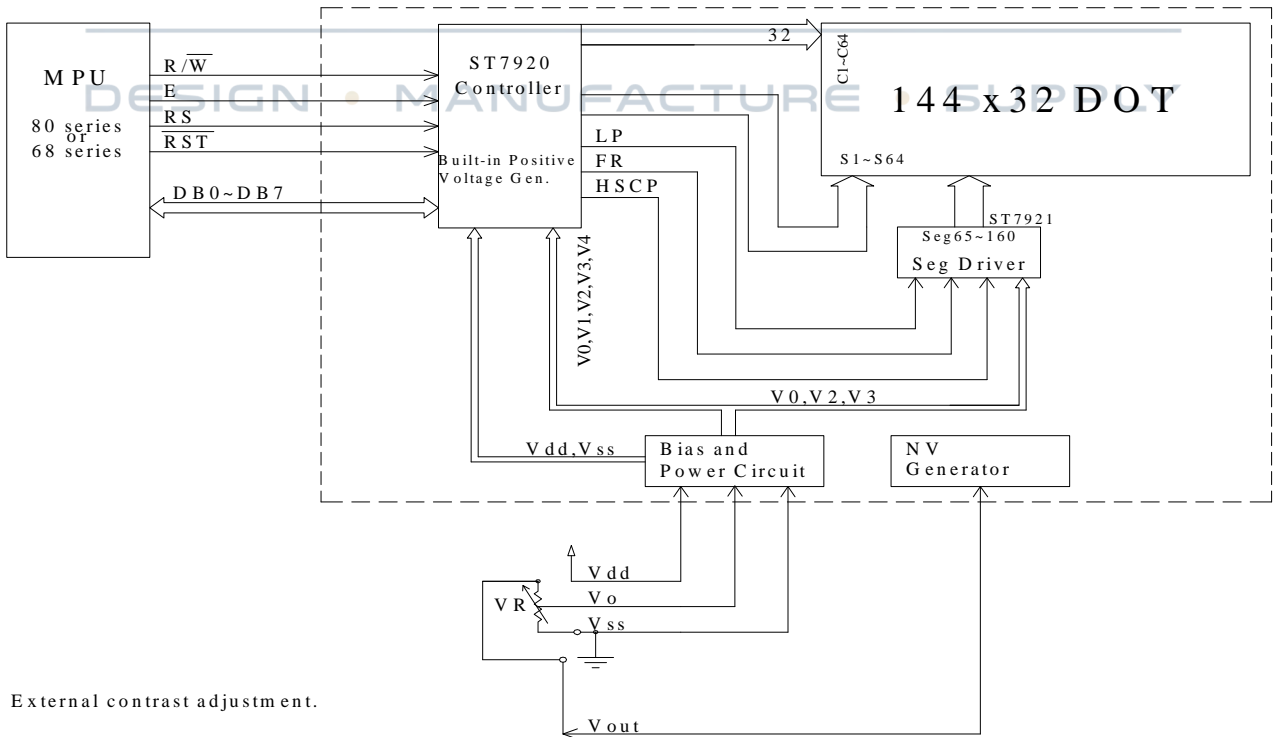 MPU
80 series
or
68 series
R/W
E
RS
RST
DB0~DB7
ST7920
Controller
Built-in Positive
Voltage Gen.
32
C1~C64
144 x32 DOT
S1~S64
LP
FR
HSCP
ST7921
Seg65~160
Seg Driver
V0,V1,V2,V3,V4
V0,V2,V3
Vdd,Vss
Bias and
Power Circuit
NV
Generator
Vdd
Vo
VR
Vss
External contrast adjustment.
Vout
DESIGN • MANUFACTURE • SUPPLY